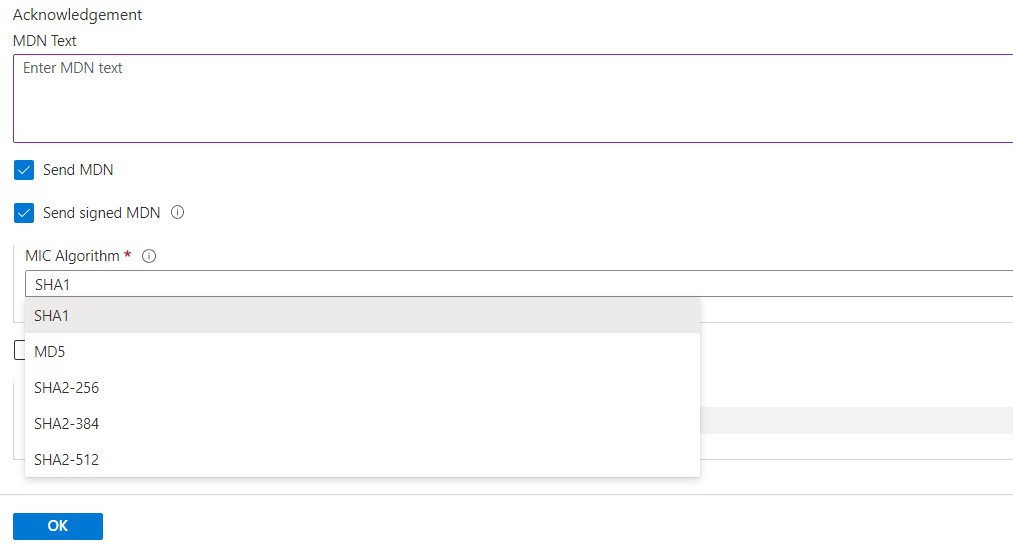 Acknowledgement
MDN Text
Enter MDN text
Send MDN
Send signed MDN
MIC Algorithm *
SHA1
SHA1
MD5
SHA2-256
SHA2-384
SHA2-512
OK